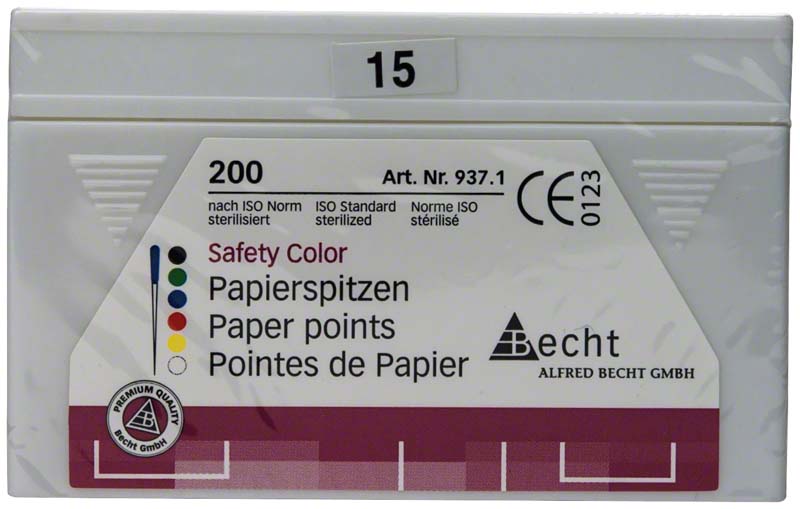 15
200 Art. Nr. 937.1
nach ISO Norm ISO Standard Norme ISO
sterilisiert sterilized stérilisé
CE 0123
Safety Color
Papierspitzen
Paper points
Pointes de Papier
Becht
ALFRED BECHT GMBH
PREMIUM QUALITY
B
Becht GmbH